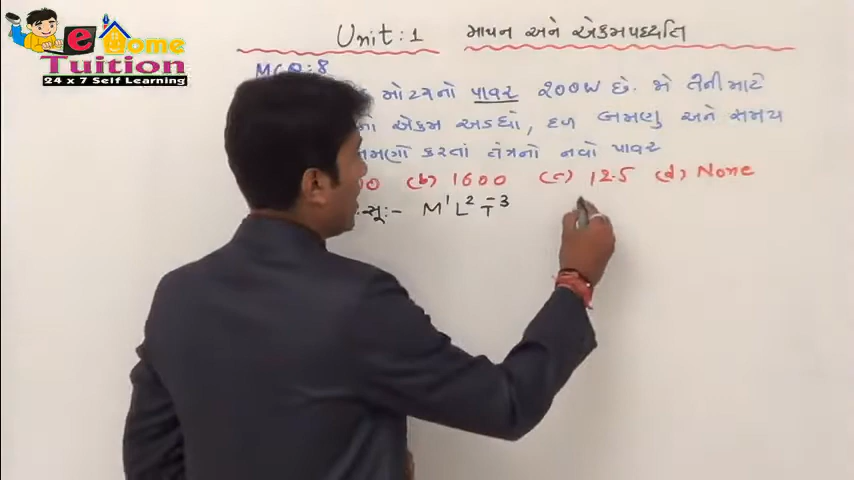 e Home
Tuition
24 x 7 Self Learning
Unit : 1 માપન અને એકમપદ્ધતિ
MCQ : 8
મોટરનો પાવર 200W છે. જો તેની માટે
એકમ અડધો, દળ બમણુ અને સમય
કરતાં તંત્રનો નવો પાવર
(b) 1600 (c) 12.5 (d) None
સૂ:- M¹L²T⁻³